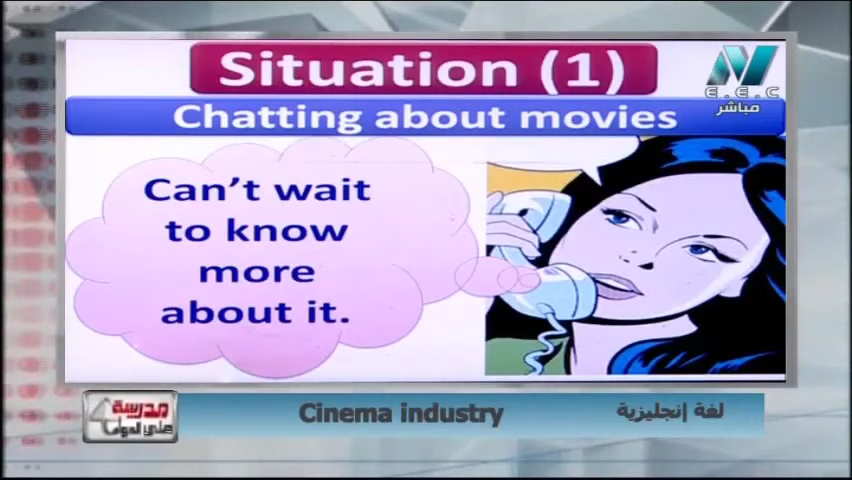 Situation (1)
E.E.C
مباشر
Chatting about movies
Can't wait
to know
more
about it.
مدرسة
على الهواء
Cinema industry
لغة إنجليزية